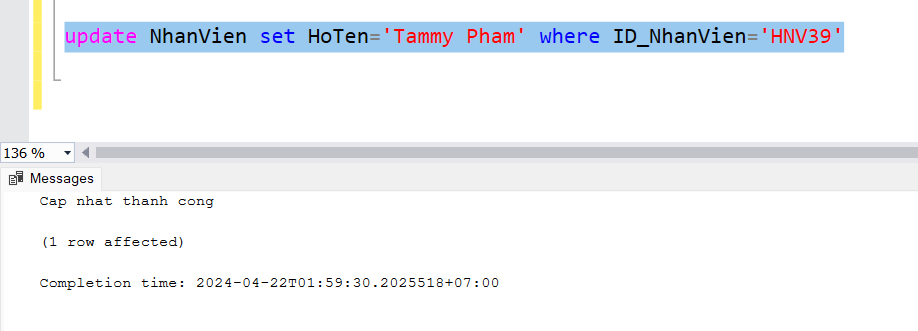 update NhanVien set HoTen='Tammy Pham' where ID_NhanVien='HNV39'
136 %
Messages
Cap nhat thanh cong
(1 row affected)
Completion time: 2024-04-22T01:59:30.2025518+07:00